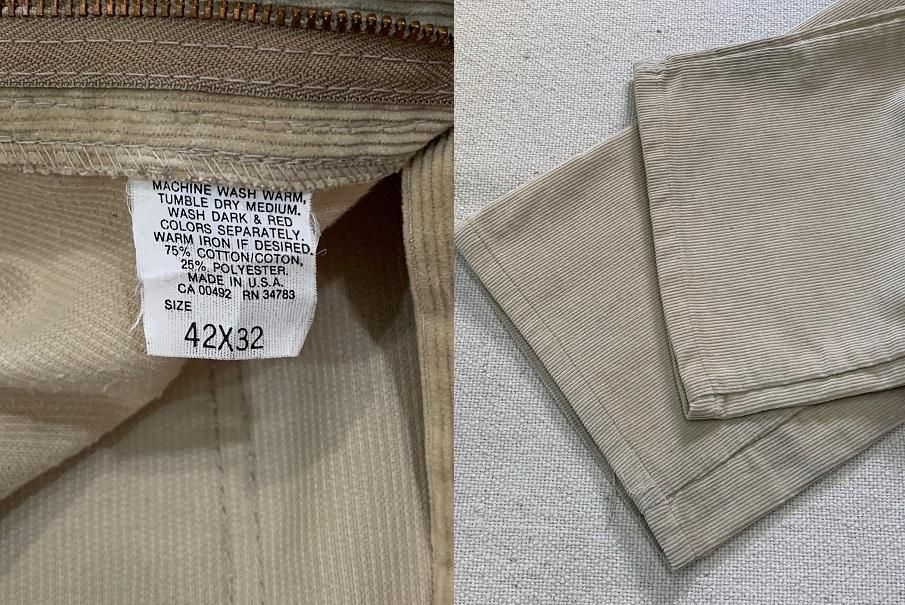 MACHINE WASH WARM,
TUMBLE DRY MEDIUM.
WASH DARK & RED
COLORS SEPARATELY.
WARM IRON IF DESIRED.
75% COTTON/COTON,
25% POLYESTER.
MADE IN U.S.A.
CA 00492 RN 34783
SIZE
42X32